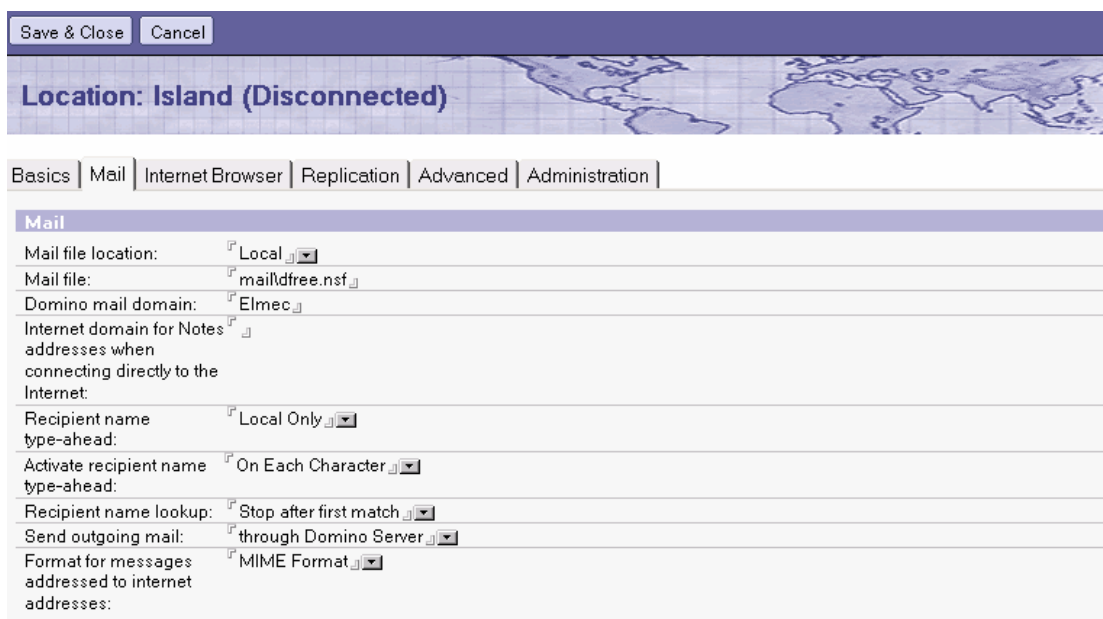 Save & Close Cancel
Location: Island (Disconnected)
Basics Mail Internet Browser Replication Advanced Administration
Mail
Mail file location: Local
Mail file: mail\dfree.nsf
Domino mail domain: Elmec
Internet domain for Notes
addresses when
connecting directly to the
Internet:
Recipient name Local Only
type-ahead:
Activate recipient name On Each Character
type-ahead:
Recipient name lookup: Stop after first match
Send outgoing mail: through Domino Server
Format for messages MIME Format
addressed to internet
addresses: